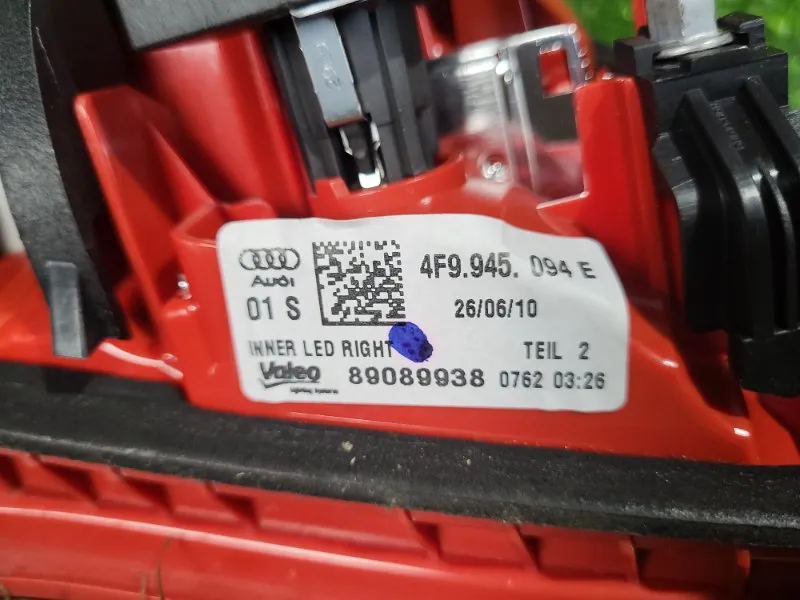 4F9.945. 094 E
Audi
01 S
26/06/10
INNER LED RIGHT
TEIL 2
Valeo
89089938 0762 03:26